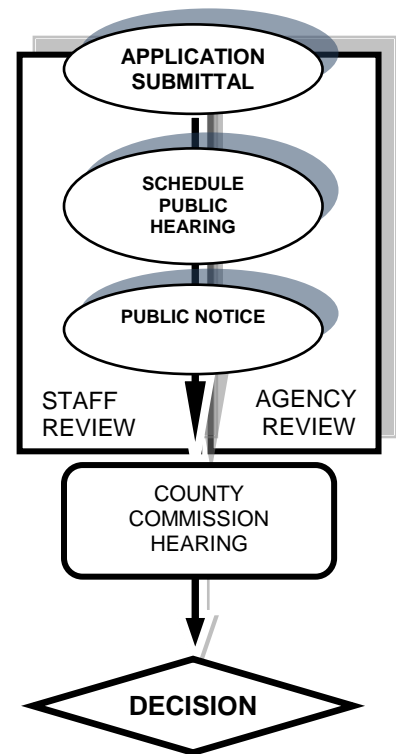 APPLICATION
SUBMITTAL
SCHEDULE
PUBLIC
HEARING
PUBLIC NOTICE
STAFF
REVIEW
AGENCY
REVIEW
COUNTY
COMMISSION
HEARING
DECISION